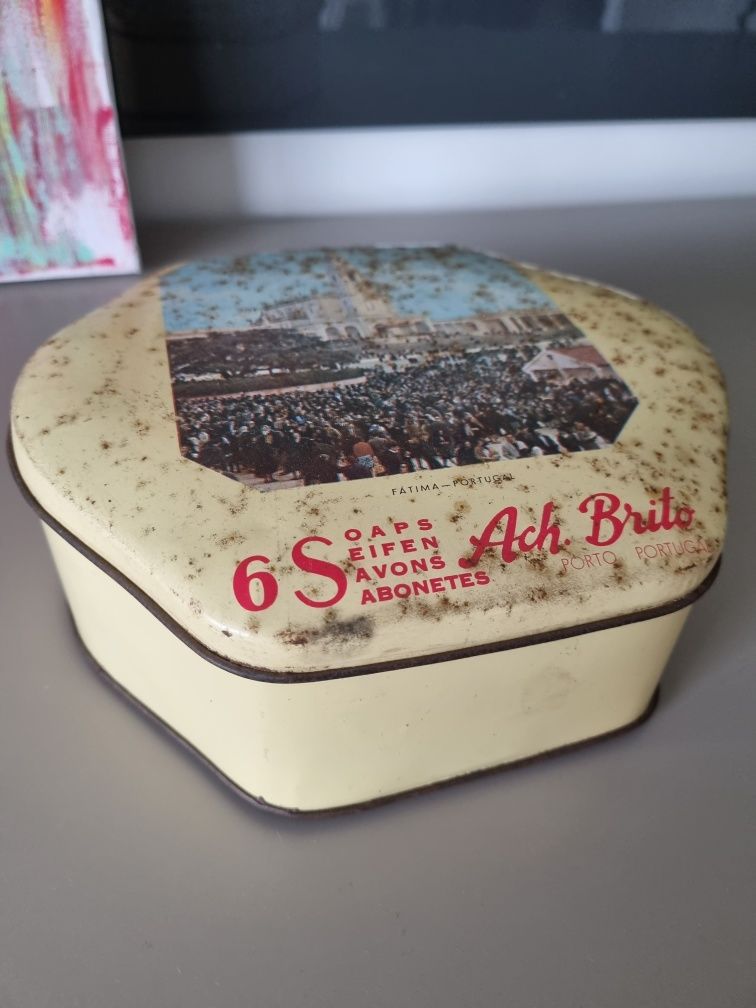 FÁTIMA—PORTUGAL
6 SOAPS
SEIFEN
SAVONS
SABONETES
Ach. Brito
PORTO PORTUGAL